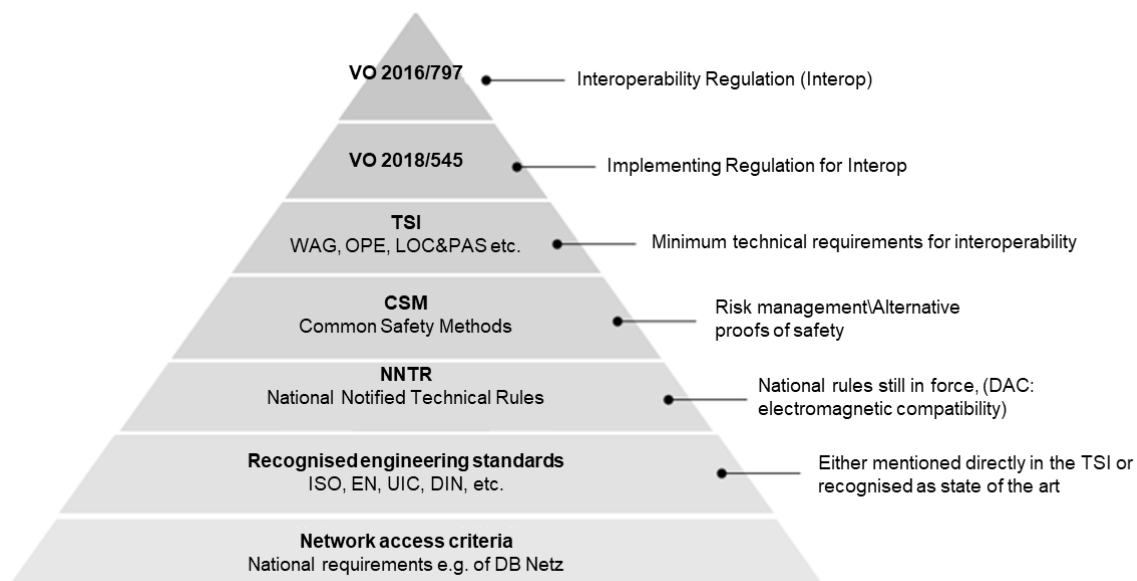 VO 2016/797
Interoperability Regulation (Interop)
VO 2018/545
Implementing Regulation for Interop
TSI
WAG, OPE, LOC&PAS etc.
Minimum technical requirements for interoperability
CSM
Common Safety Methods
Risk management\Alternative
proofs of safety
NNTR
National Notified Technical Rules
National rules still in force, (DAC:
electromagnetic compatibility)
Recognised engineering standards
ISO, EN, UIC, DIN, etc.
Either mentioned directly in the TSI or
recognised as state of the art
Network access criteria
National requirements e.g. of DB Netz